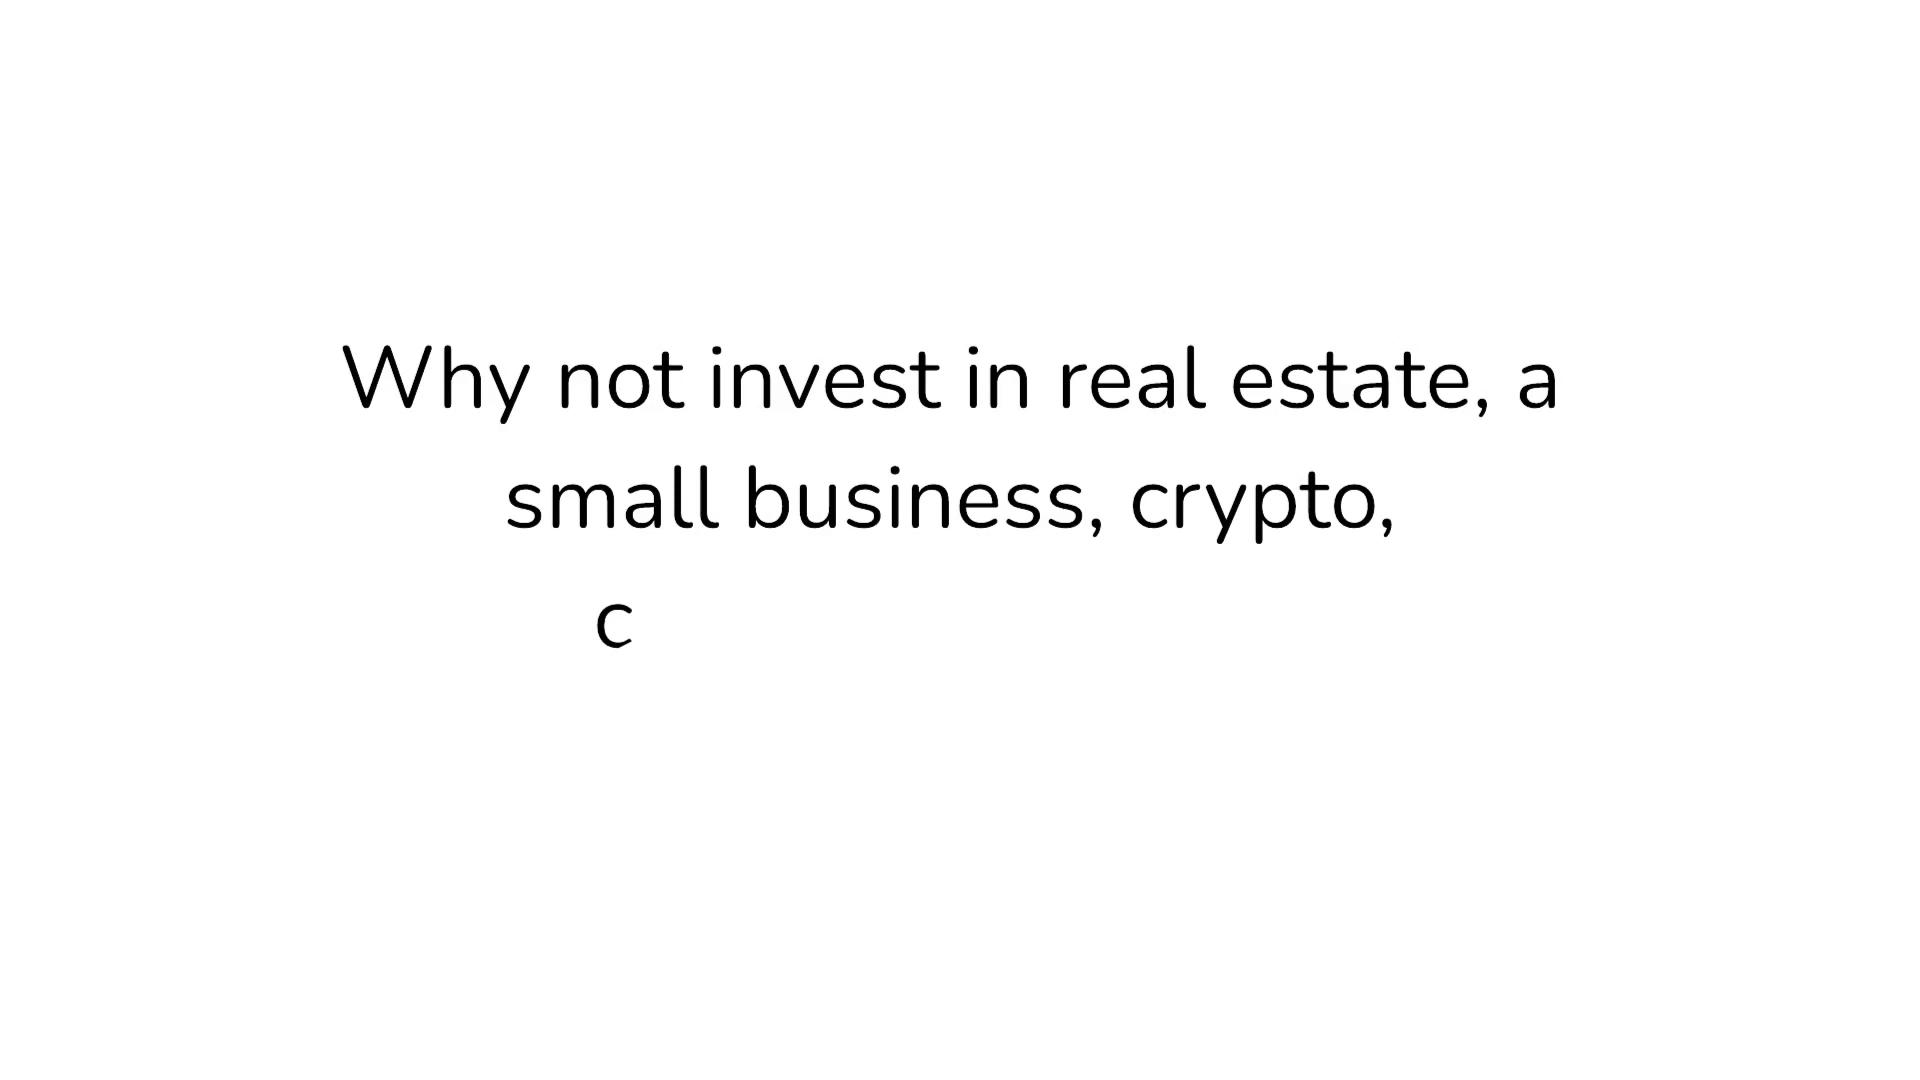 Why not invest in real estate, a
small business, crypto,
c